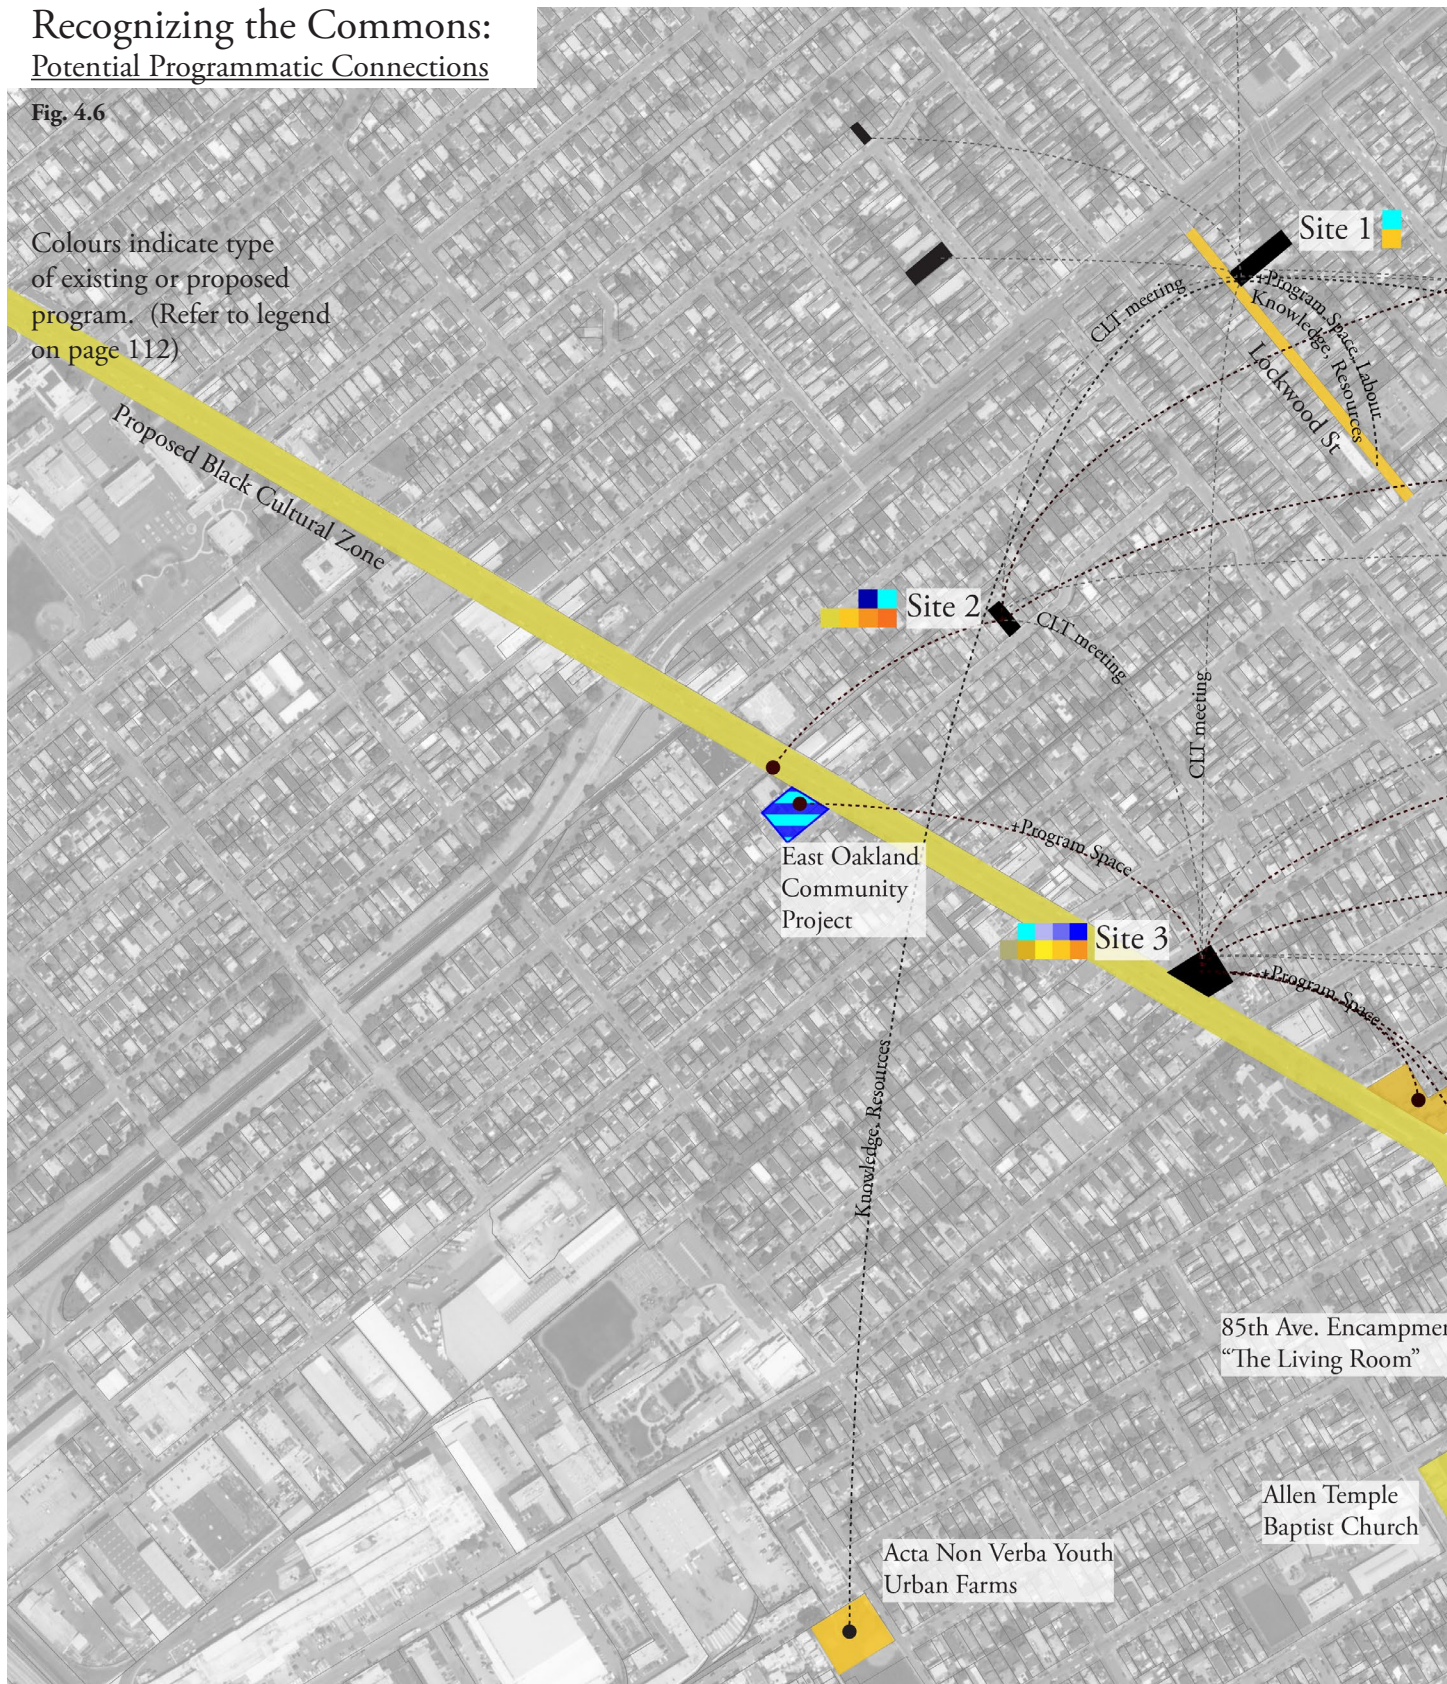 Recognizing the Commons:
Potential Programmatic Connections
Fig. 4.6
Colours indicate type
of existing or proposed
program.  (Refer to legend
on page 112)
Proposed Black Cultural Zone
Site 1
+Program Space, Labour
Knowledge, Resources
Lockwood St
CLT meeting
Site 2
CLT meeting
CLT meeting
+Program Space
East Oakland
Community
Project
Site 3
+Program Space
Knowledge, Resources
85th Ave. Encampmen
“The Living Room”
Allen Temple
Baptist Church
Acta Non Verba Youth
Urban Farms